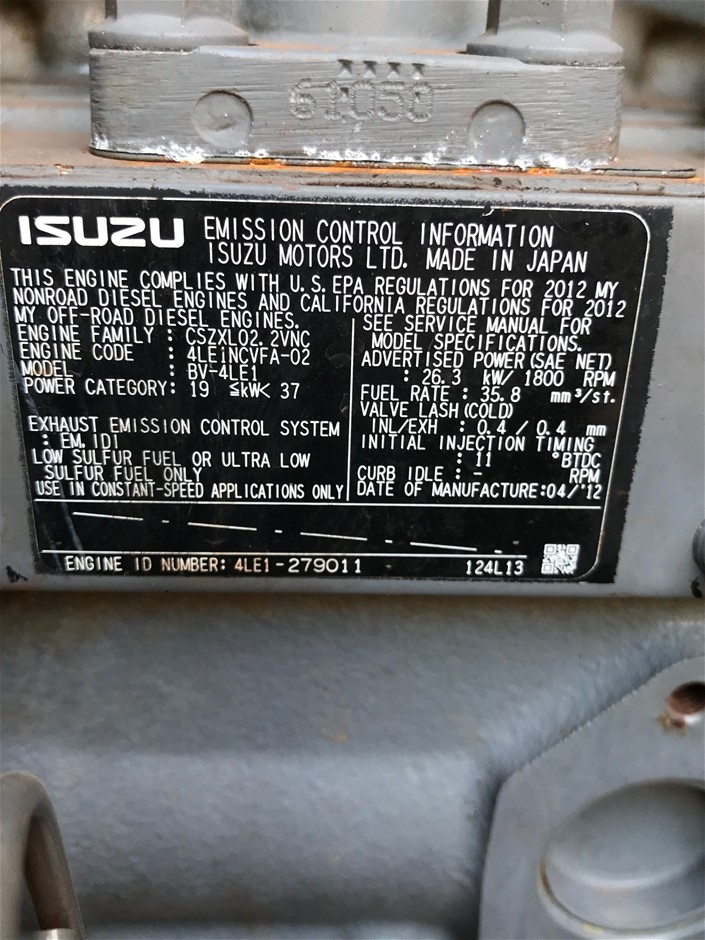 61050
ISUZU EMISSION CONTROL INFORMATION
ISUZU MOTORS LTD. MADE IN JAPAN
THIS ENGINE COMPLIES WITH U.S. EPA REGULATIONS FOR 2012 MY
NONROAD DIESEL ENGINES AND CALIFORNIA REGULATIONS FOR 2012
MY OFF-ROAD DIESEL ENGINES.
ENGINE FAMILY : CSZXL02.2VNC
ENGINE CODE : 4LE1NCVFA-02
MODEL : BV-4LE1
POWER CATEGORY: 19 ≦kW< 37
EXHAUST EMISSION CONTROL SYSTEM
: EM, IDI
LOW SULFUR FUEL OR ULTRA LOW
SULFUR FUEL ONLY
USE IN CONSTANT-SPEED APPLICATIONS ONLY
SEE SERVICE MANUAL FOR
MODEL SPECIFICATIONS.
ADVERTISED POWER(SAE NET)
: 26.3 kW/ 1800 RPM
FUEL RATE : 35.8 mm³/st.
VALVE LASH(COLD)
INL/EXH : 0.4 / 0.4 mm
INITIAL INJECTION TIMING
: 11 °BTDC
CURB IDLE : - RPM
DATE OF MANUFACTURE:04/'12
ENGINE ID NUMBER: 4LE1-279011 124L13